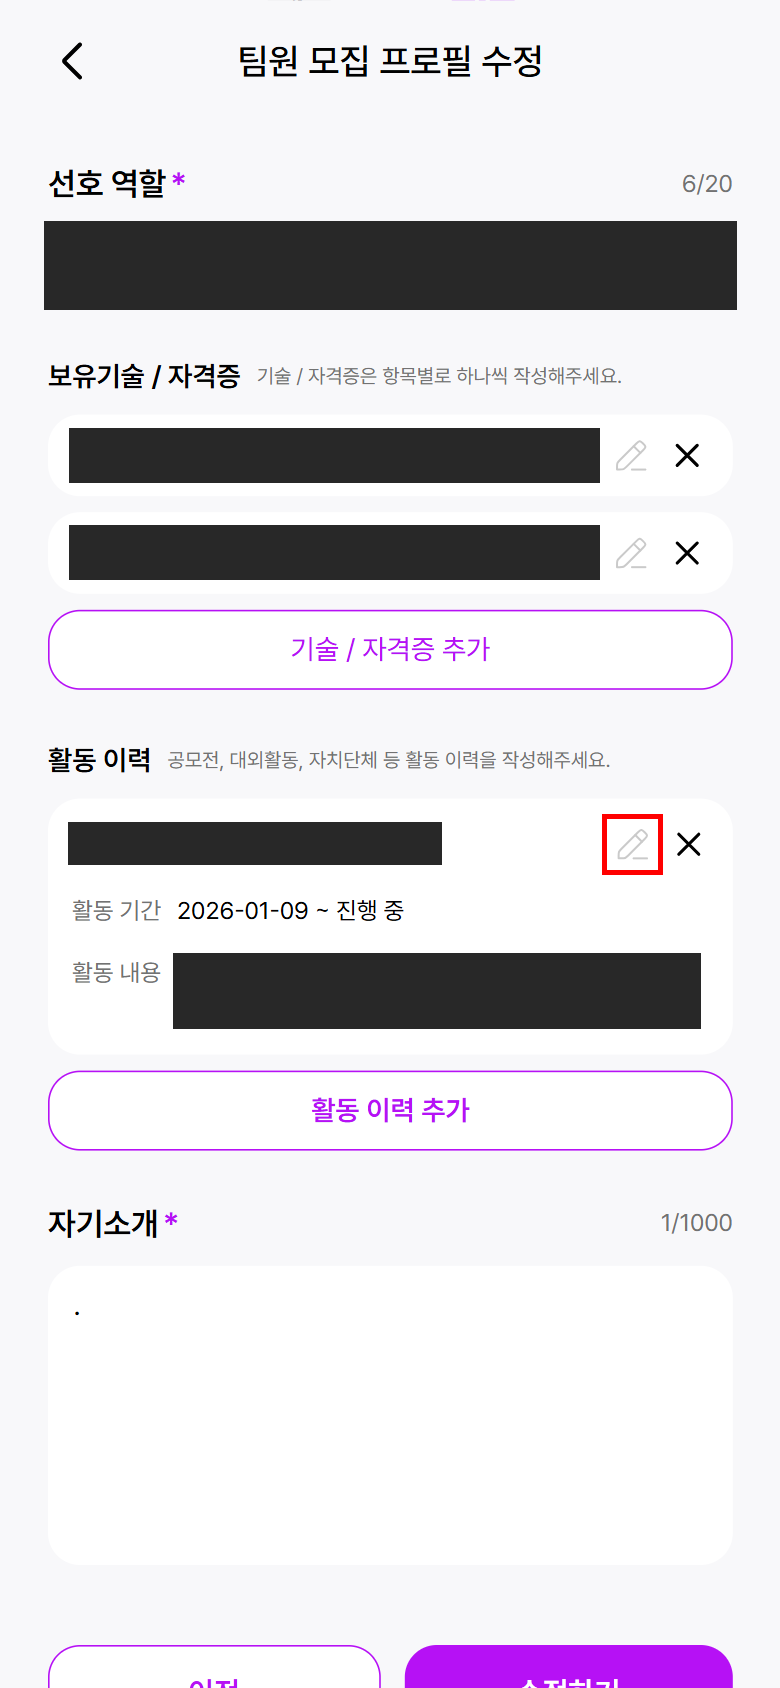 팀원 모집 프로필 수정
선호 역할 *
6/20
보유기술 / 자격증 기술 / 자격증은 항목별로 하나씩 작성해주세요.
기술 / 자격증 추가
활동 이력 공모전, 대외활동, 자치단체 등 활동 이력을 작성해주세요.
활동 기간 2026-01-09 ~ 진행 중
활동 내용
활동 이력 추가
자기소개 *
1/1000
.